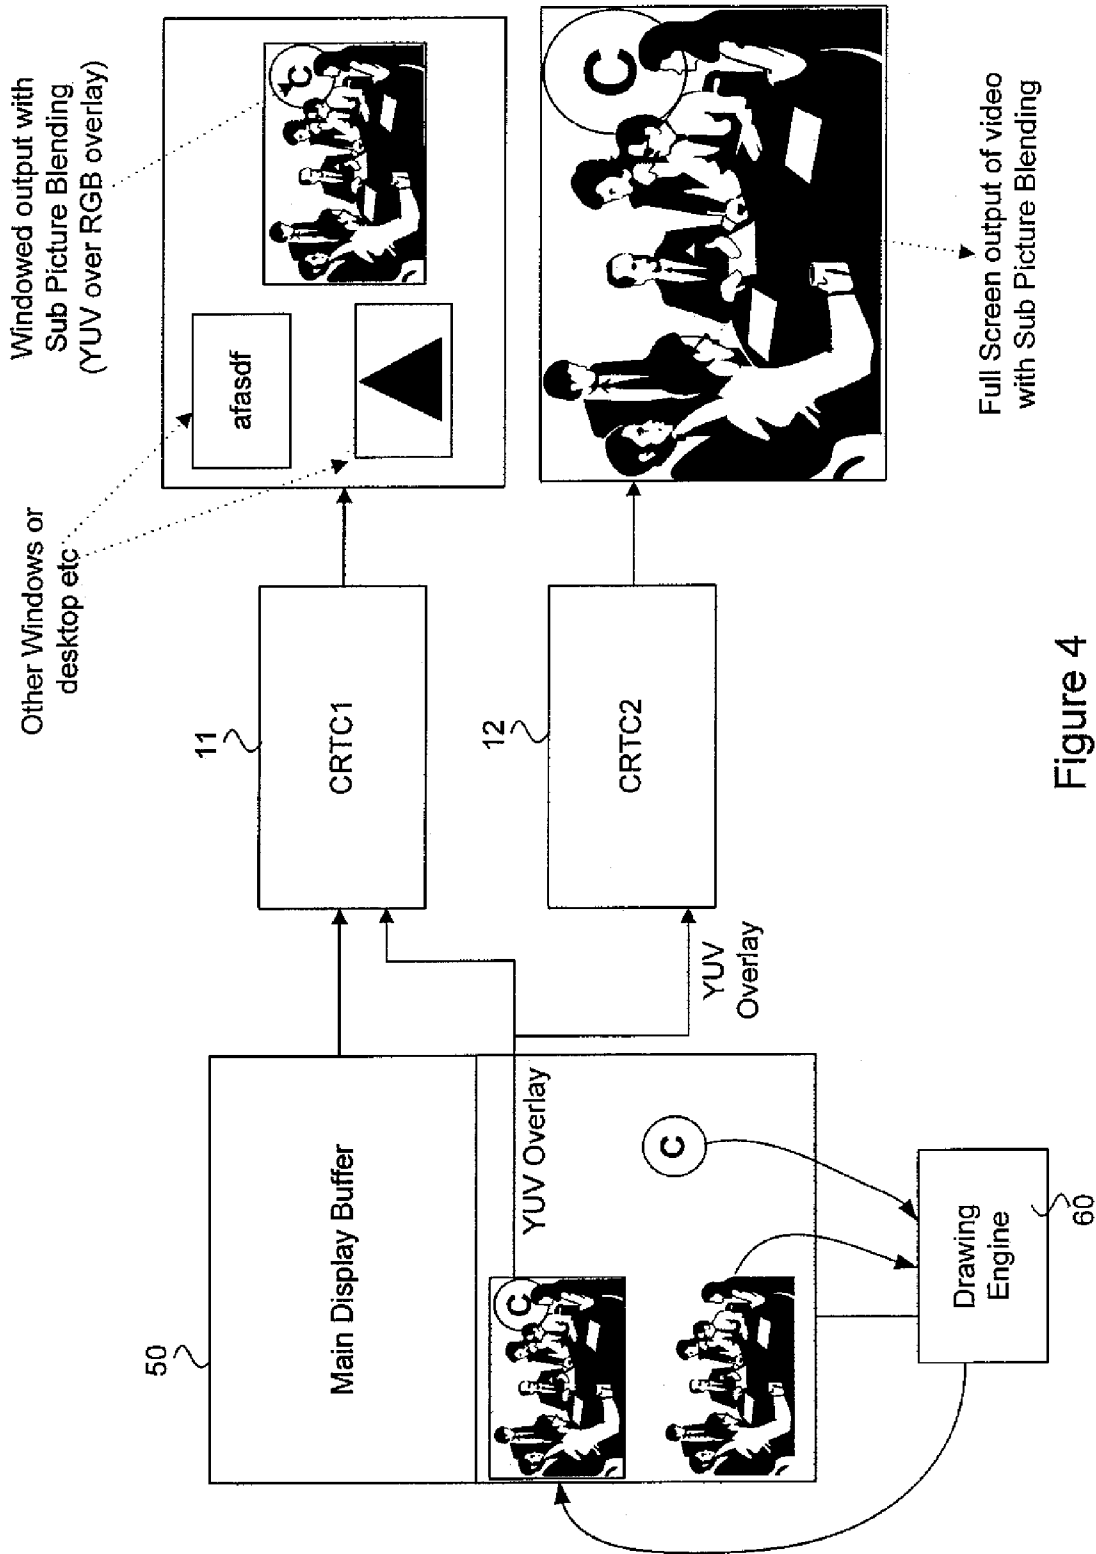 Other Windows or
desktop etc
Windowed output with
Sub Picture Blending
(YUV over RGB overlay)
afasdf
C
50
Main Display Buffer
11
CRTC1
YUV Overlay
C
C
12
CRTC2
YUV
Overlay
C
Drawing
Engine
60
Full Screen output of video
with Sub Picture Blending
Figure 4